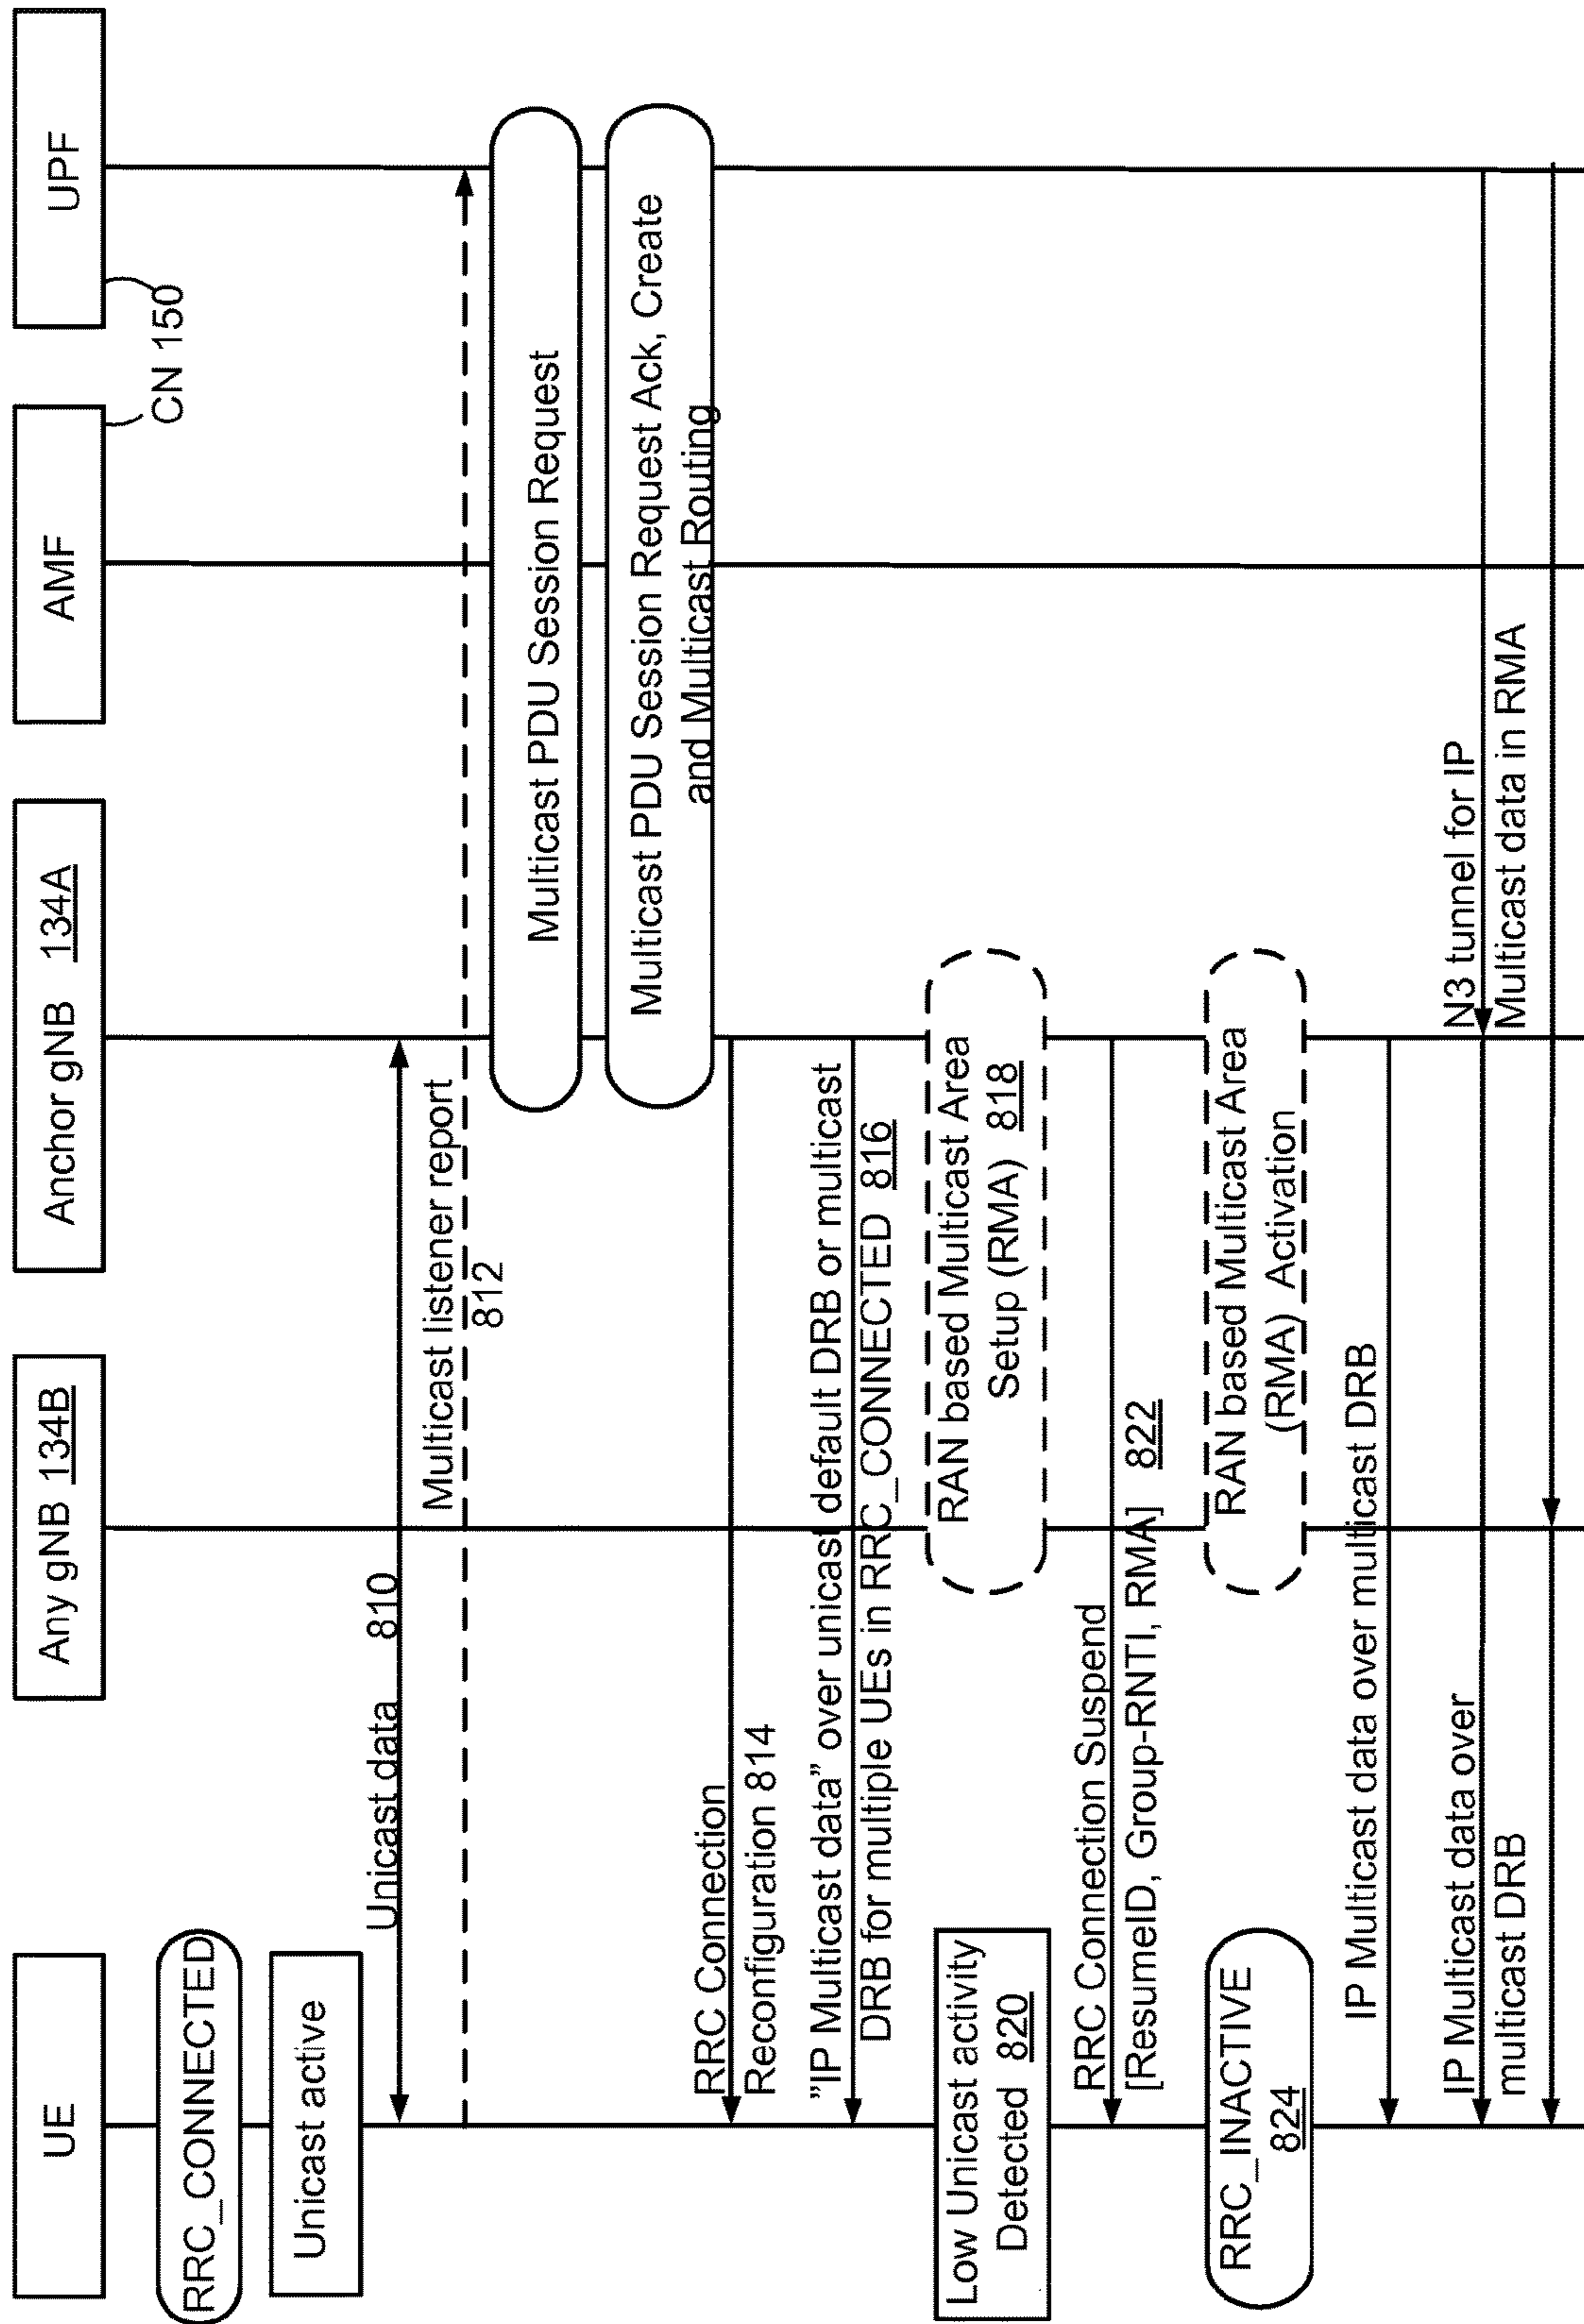 UE
Any gNB 134B
Anchor gNB 134A
AMF
UPF
CN 150
RRC_CONNECTED
Unicast active
Unicast data 810
Multicast listener report
812
Multicast PDU Session Request
Multicast PDU Session Request Ack, Create
and Multicast Routing
RRC Connection
Reconfiguration 814
"IP Multicast data" over unicast default DRB or multicast
DRB for multiple UEs in RRC_CONNECTED 816
RAN based Multicast Area
Setup (RMA) 818
Low Unicast activity
Detected 820
RRC Connection Suspend
[ResumeID, Group-RNTI, RMA] 822
RRC_INACTIVE
824
RAN based Multicast Area
(RMA) Activation
IP Multicast data over multicast DRB
N3 tunnel for IP
Multicast data in RMA
IP Multicast data over
multicast DRB